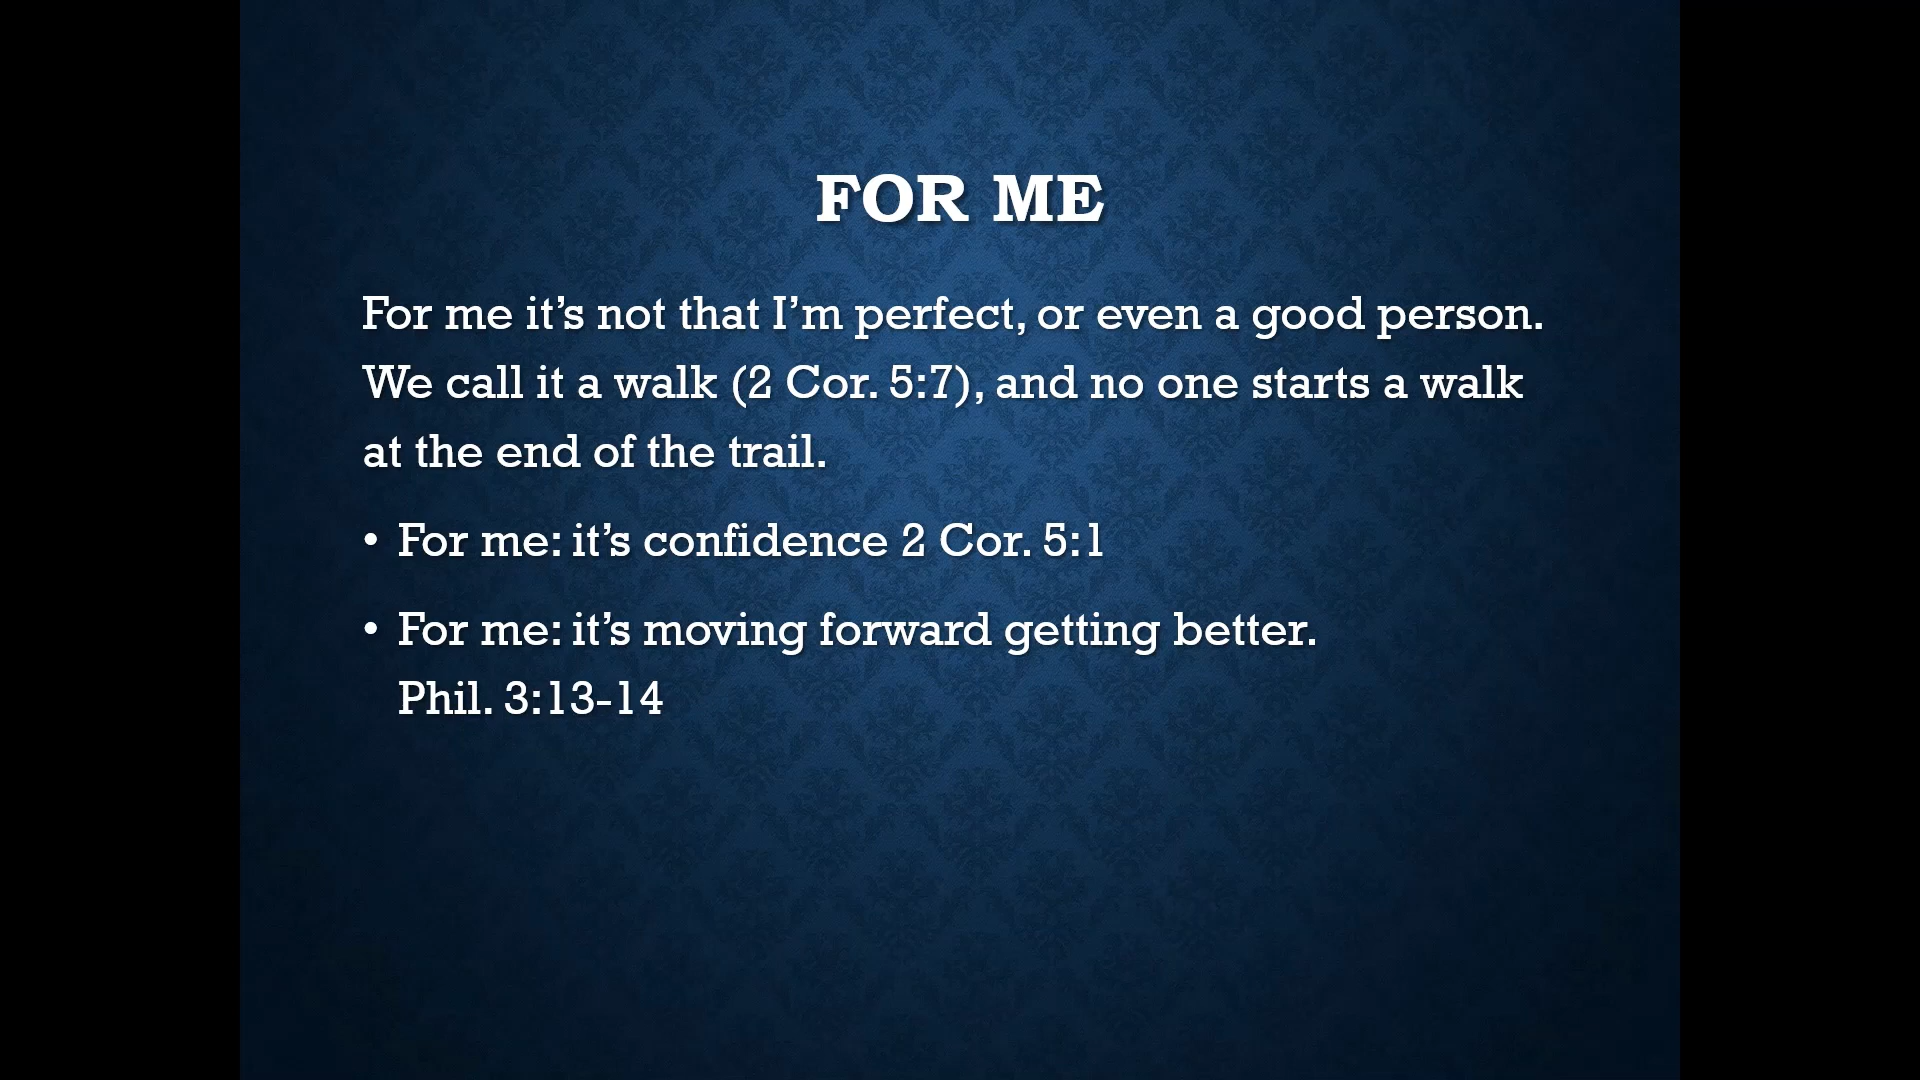 FOR ME
For me it’s not that I’m perfect, or even a good person.
We call it a walk (2 Cor. 5:7), and no one starts a walk
at the end of the trail.
• For me: it’s confidence 2 Cor. 5:1
• For me: it’s moving forward getting better.
Phil. 3:13-14